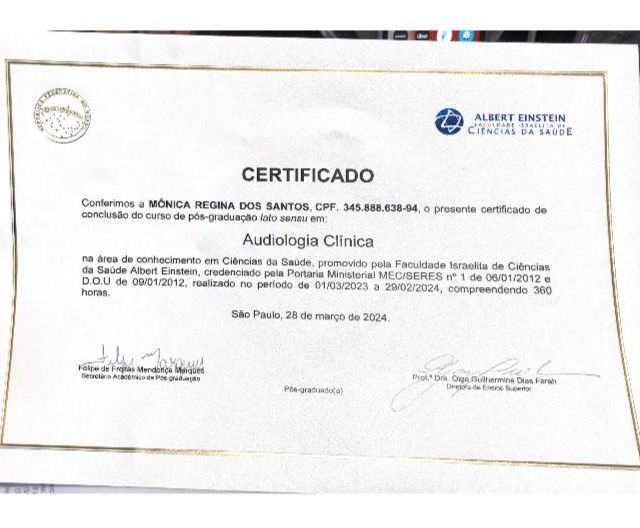 REPÚBLICA FEDERATIVA DO BRASIL
ALBERT EINSTEIN
FACULDADE ISRAELITA DE
CIÊNCIAS DA SAÚDE
CERTIFICADO
Conferimos a MÔNICA REGINA DOS SANTOS, CPF. 345.888.638-94, o presente certificado de
conclusão do curso de pós-graduação lato sensu em:
Audiologia Clínica
na área de conhecimento em Ciências da Saúde, promovido pela Faculdade Israelita de Ciências
da Saúde Albert Einstein, credenciado pela Portaria Ministerial MEC/SERES nº 1 de 06/01/2012 e
D.O.U de 09/01/2012, realizado no período de 01/03/2023 a 29/02/2024, compreendendo 360
horas.
São Paulo, 28 de março de 2024.
Felipe de Freitas Mendonça Marques
Secretário Acadêmico da Pós-graduação
Prof.ª Dra. Olga Guilhermina Dias Farah
Diretora de Ensino Superior
Pós-graduado(a)